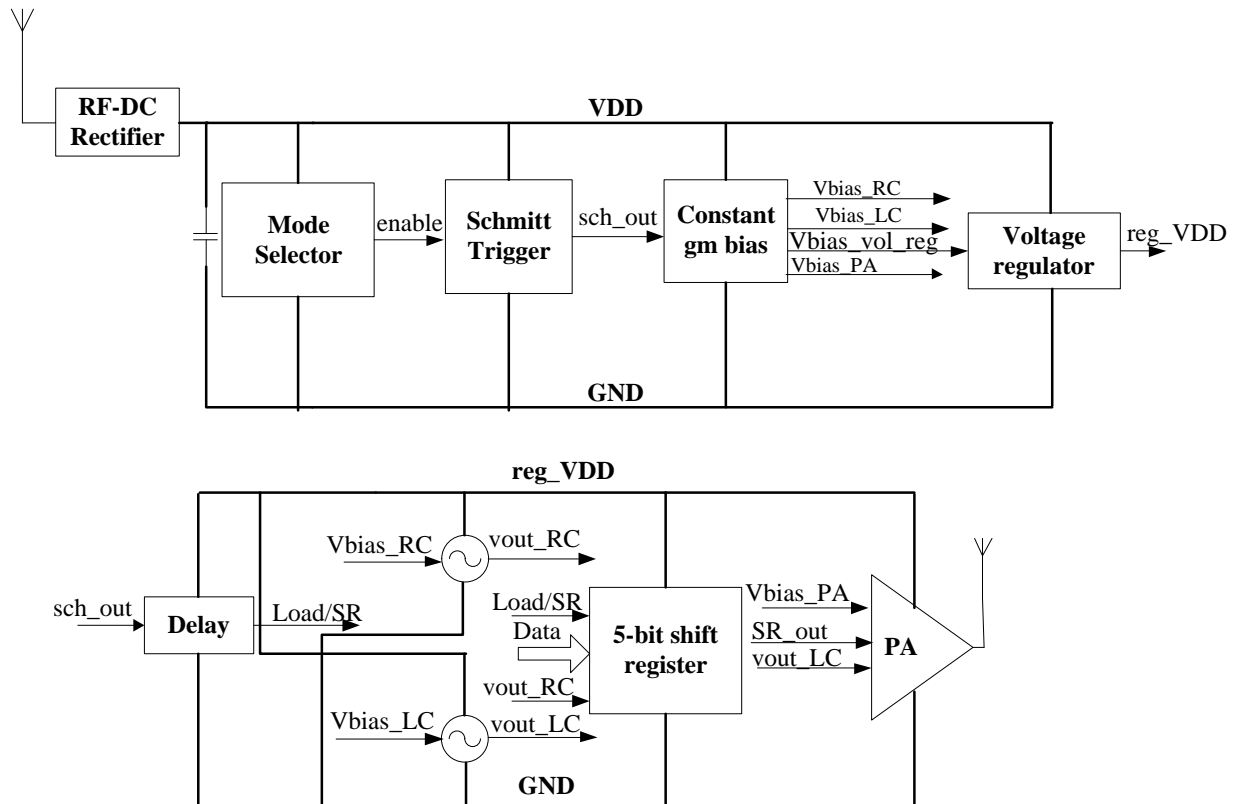 RF-DC
Rectifier
VDD
Mode
Selector
enable
Schmitt
Trigger
sch_out
Constant
gm bias
Vbias_RC
Vbias_LC
Vbias_vol_reg
Vbias_PA
Voltage
regulator
reg_VDD
GND
reg_VDD
sch_out
Delay
Load/SR
Vbias_RC
vout_RC
Vbias_LC
vout_LC
Load/SR
Data
vout_RC
5-bit shift
register
Vbias_PA
SR_out
vout_LC
PA
GND